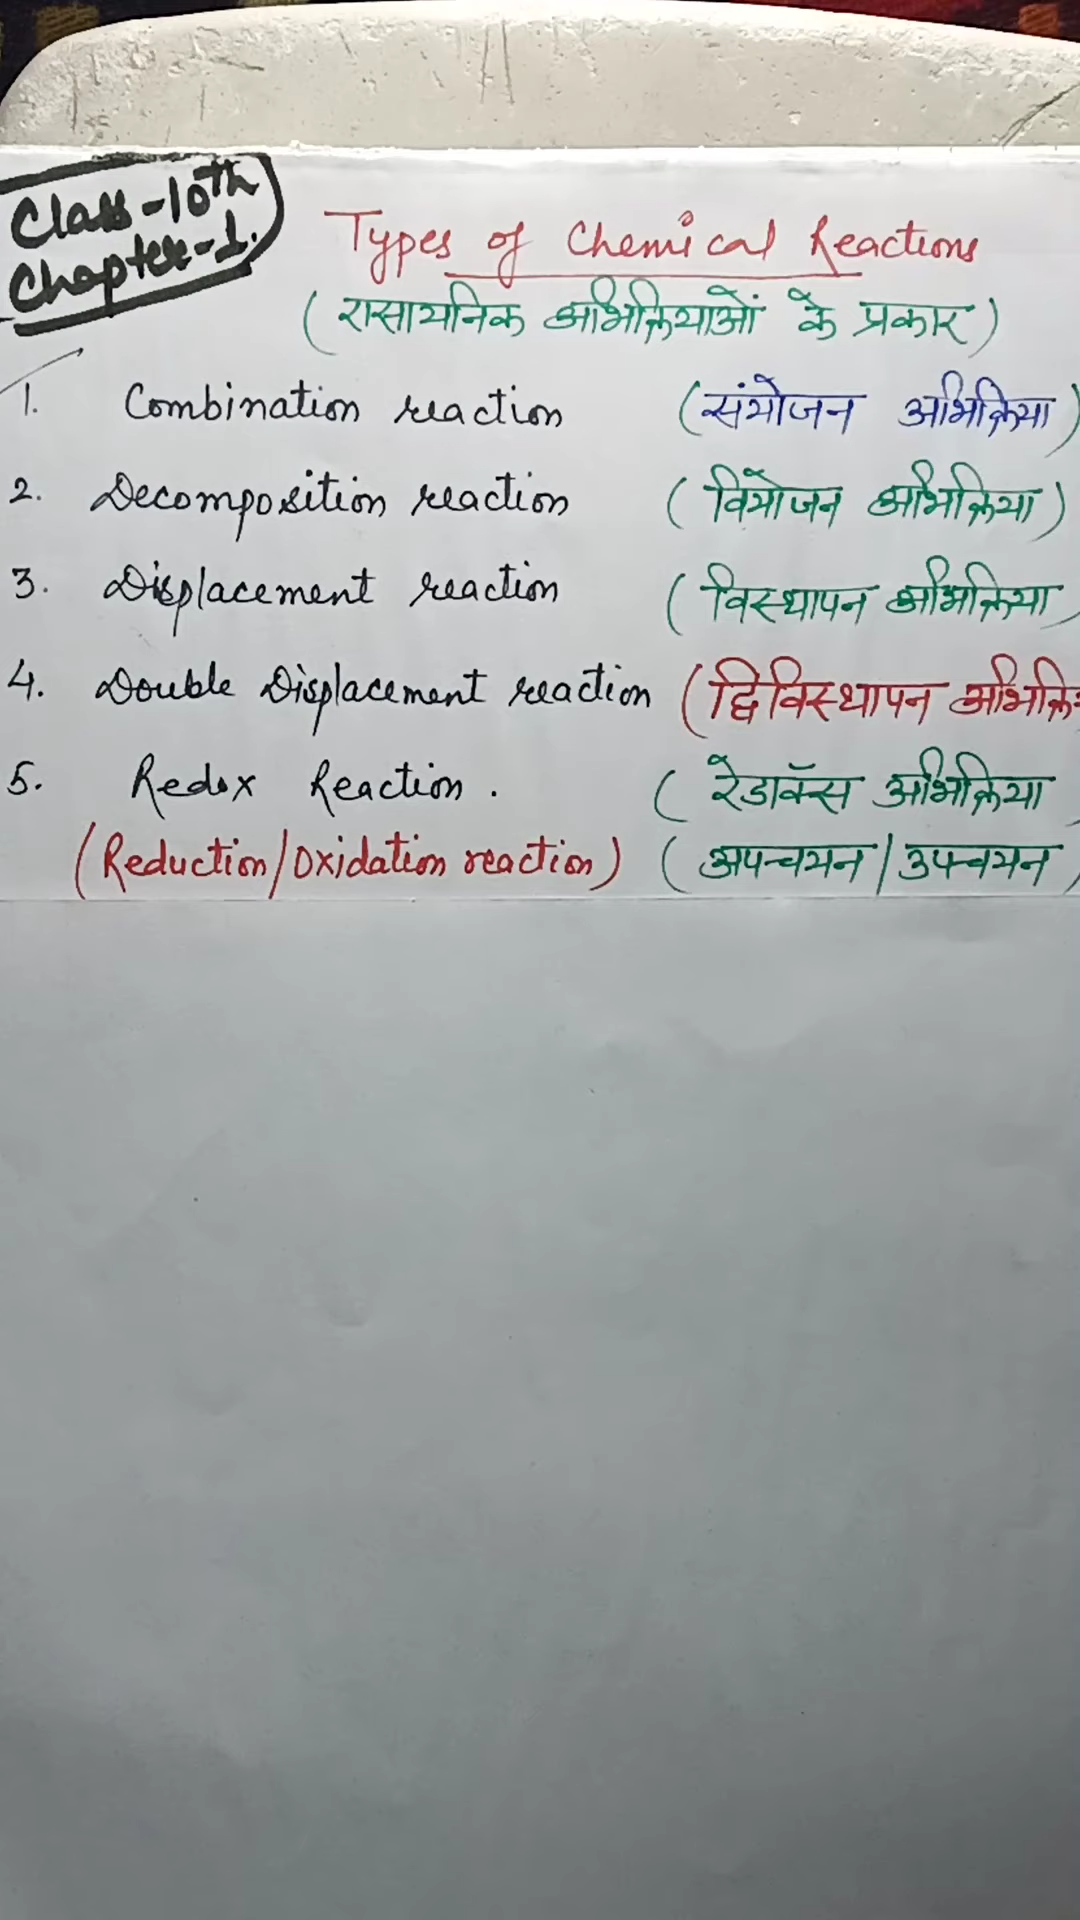 Class-10th
Chapter-1.
Types of Chemical Reactions
(रासायनिक अभिक्रियाओं के प्रकार)
1. Combination reaction (संयोजन अभिक्रिया)
2. Decomposition reaction (वियोजन अभिक्रिया)
3. Displacement reaction (विस्थापन अभिक्रिया)
4. Double Displacement reaction (द्विविस्थापन
5. Redox Reaction. (रेडॉक्स अभिक्रिया)
(Reduction/Oxidation reaction) (अपचयन/उपचयन)